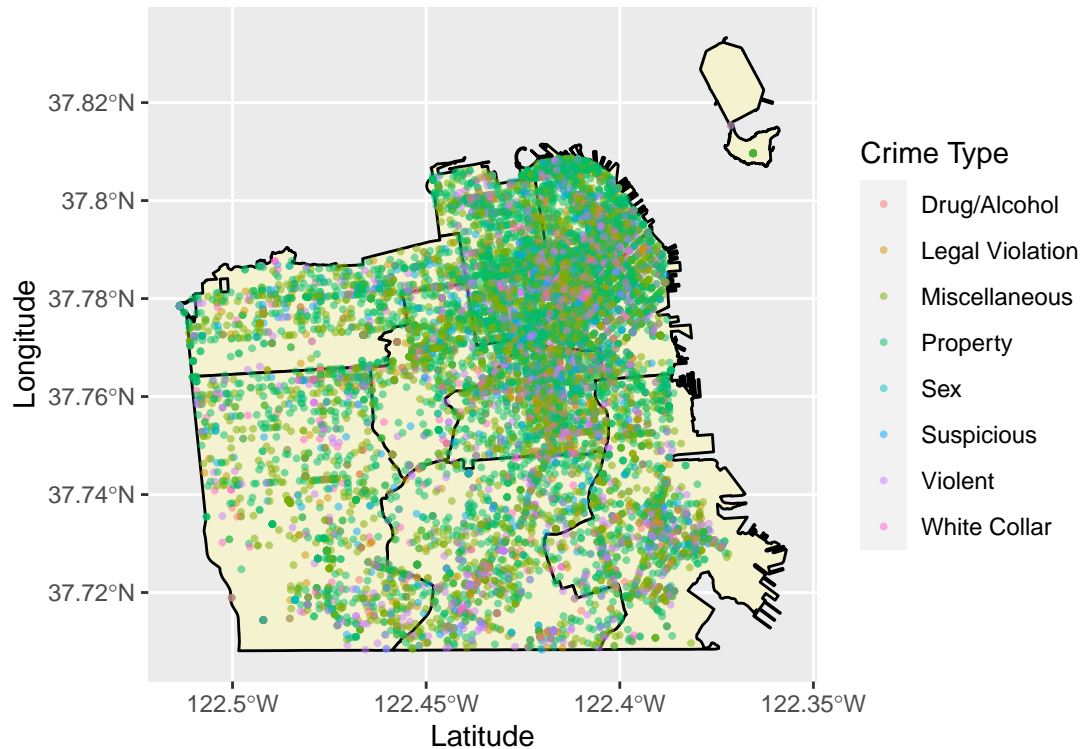 37.82°N
37.8°N
37.78°N
37.76°N
37.74°N
37.72°N
Longitude
122.5°W
122.45°W
122.4°W
122.35°W
Latitude
Crime Type
Drug/Alcohol
Legal Violation
Miscellaneous
Property
Sex
Suspicious
Violent
White Collar